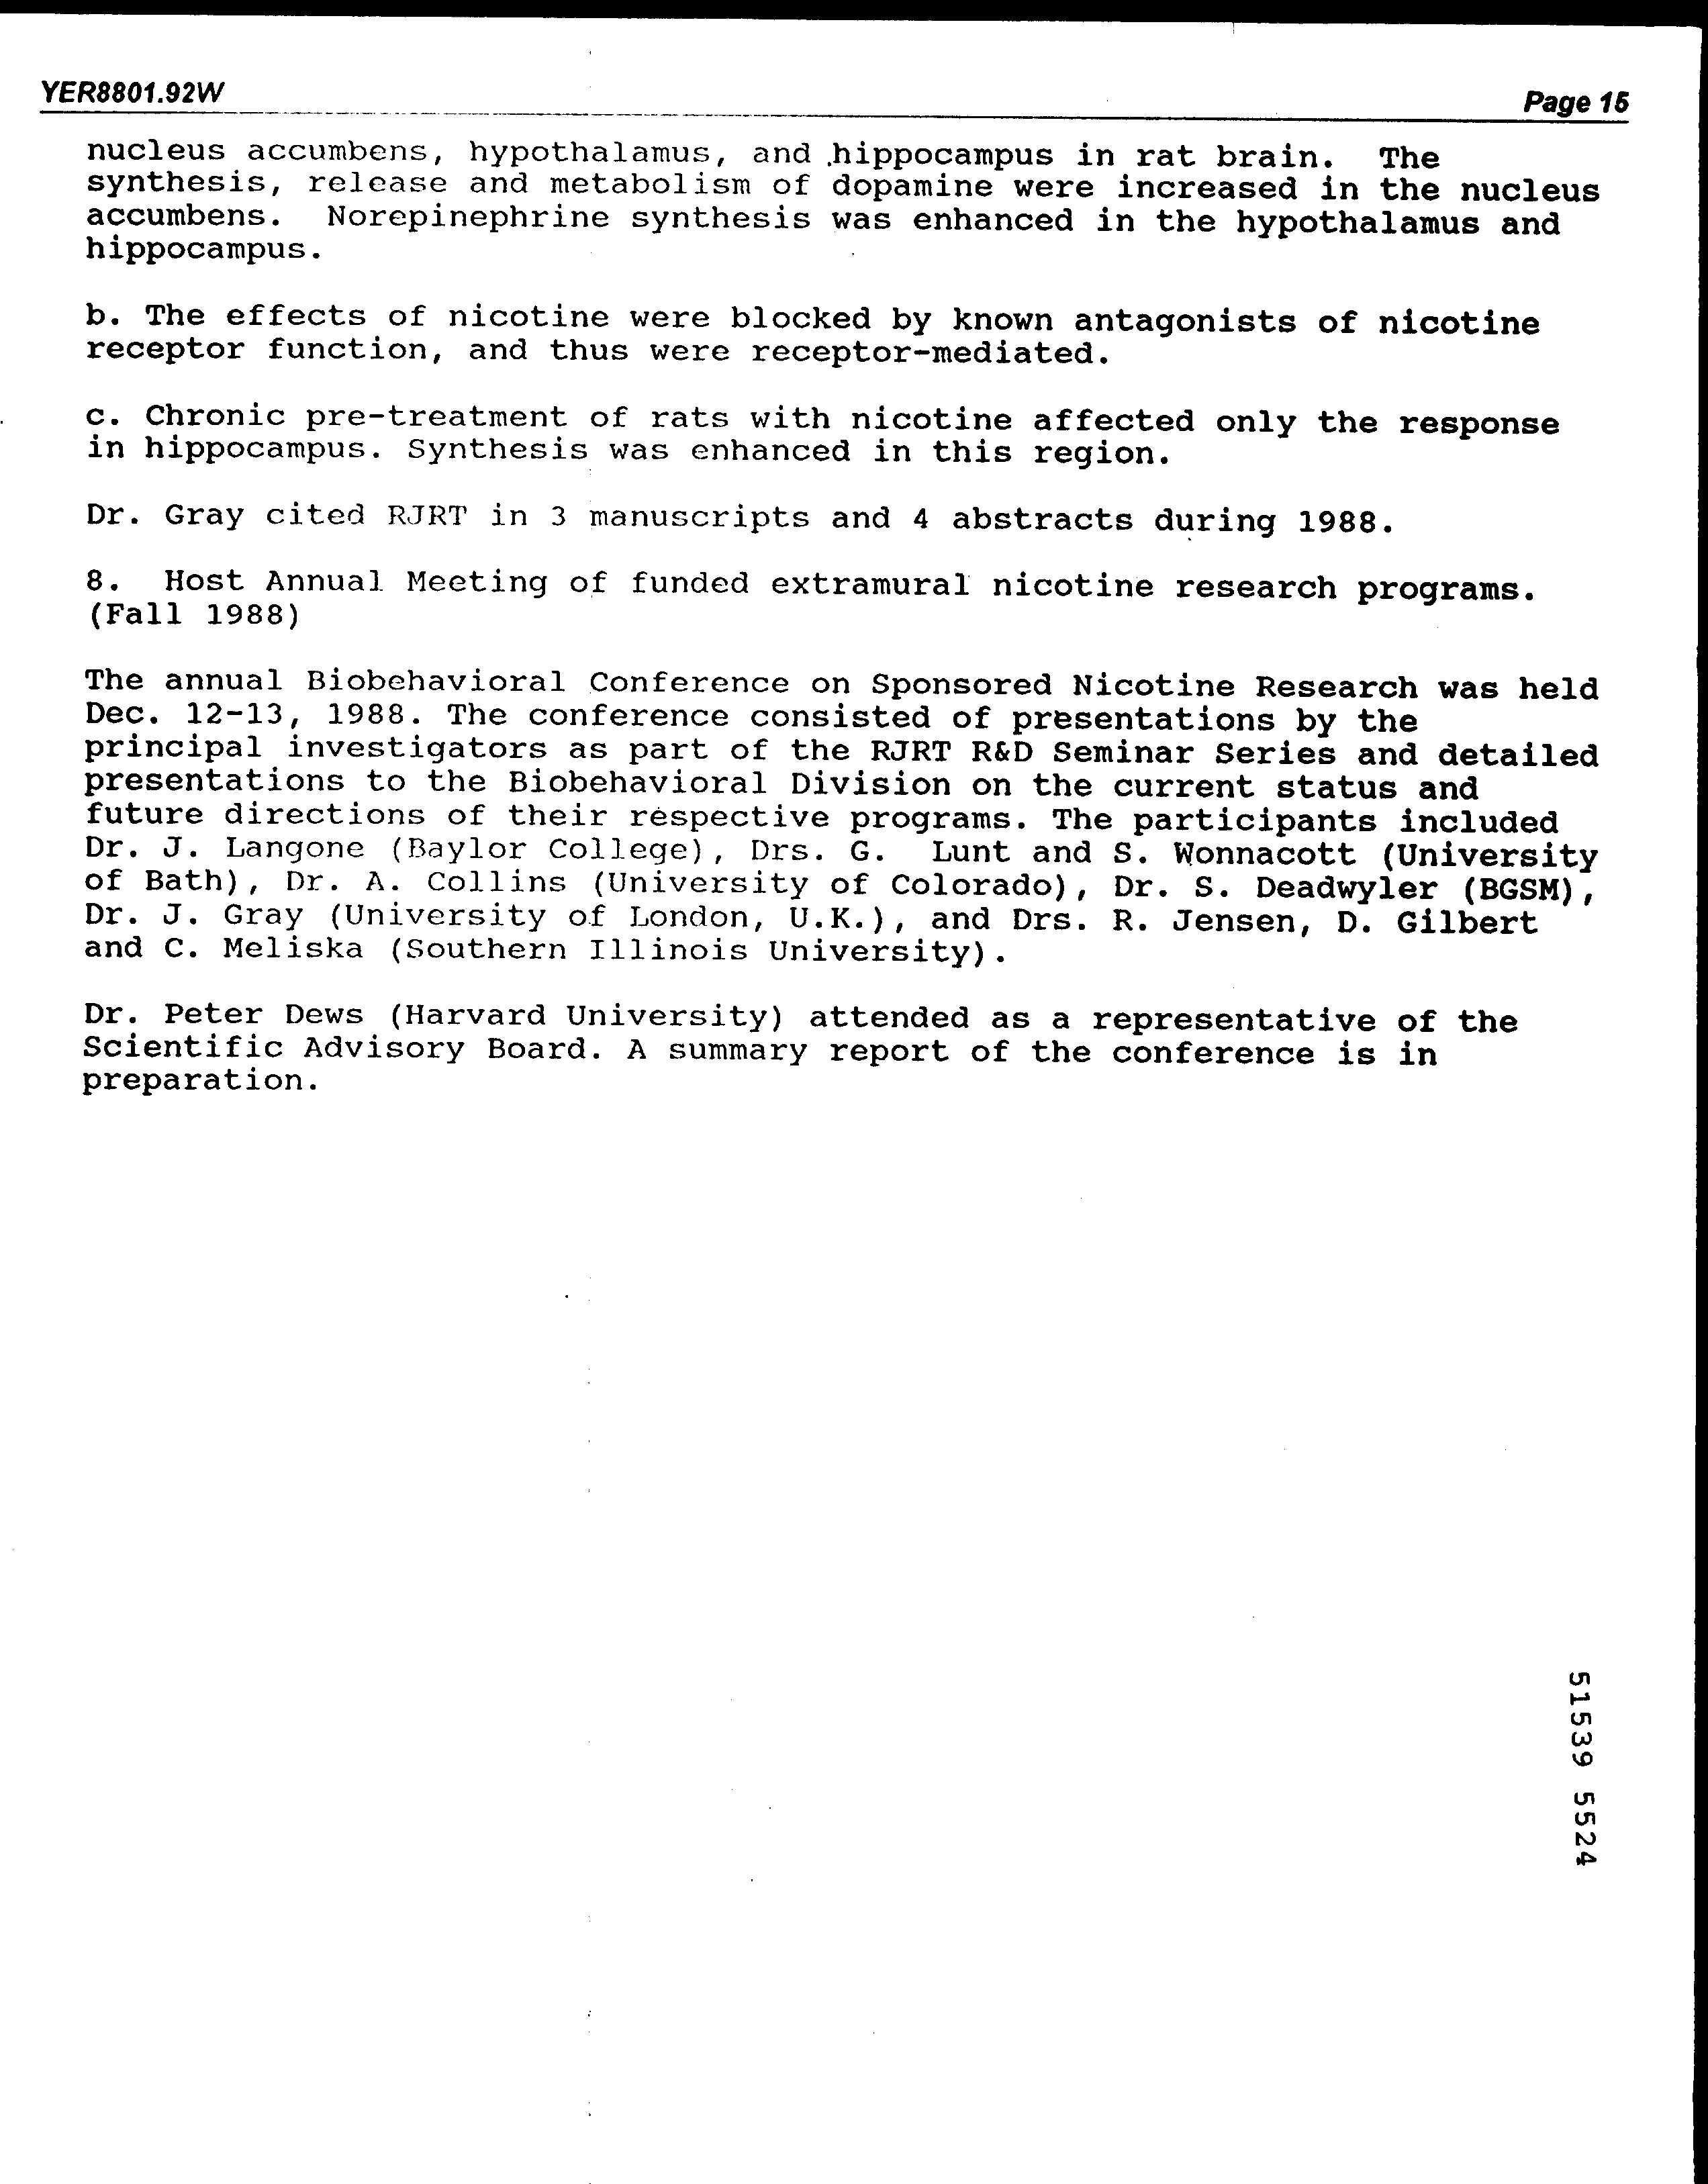 YER8801.92W
Page 15
nucleus accumbens, hypothalamus, and hippocampus in rat brain. The
synthesis, release and metabolism of dopamine were increased in the nucleus
accumbens. Norepinephrine synthesis was enhanced in the hypothalamus and
hippocampus.
b. The effects of nicotine were blocked by known antagonists of nicotine
receptor function, and thus were receptor-mediated.
c. Chronic pre-treatment of rats with nicotine affected only the response
in hippocampus. Synthesis was enhanced in this region.
Dr. Gray cited RJRT in 3 manuscripts and 4 abstracts during 1988.
8. Host Annual Meeting of funded extramural nicotine research programs.
(Fall 1988)
The annual Biobehavioral Conference on Sponsored Nicotine Research was held
Dec. 12-13, 1988. The conference consisted of presentations by the
principal investigators as part of the RJRT R&D Seminar Series and detailed
presentations to the Biobehavioral Division on the current status and
future directions of their respective programs. The participants included
Dr. J. Langone (Baylor College), Drs. G. Lunt and S. Wonnacott (University
of Bath), Dr. A. Collins (University of Colorado), Dr. S. Deadwyler (BGSM),
Dr. J. Gray (University of London, U.K.), and Drs. R. Jensen, D. Gilbert
and C. Meliska (Southern Illinois University).
Dr. Peter Dews (Harvard University) attended as a representative of the
Scientific Advisory Board. A summary report of the conference is in
preparation.
51539 5524